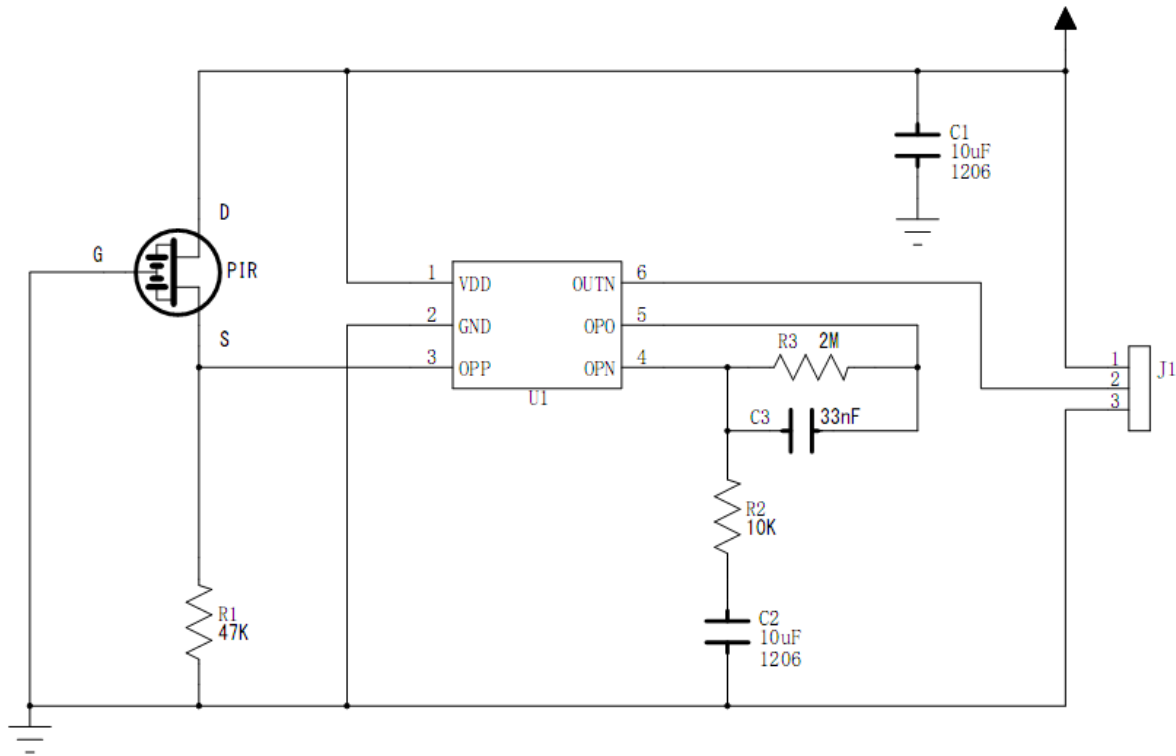 C1
10uF
1206
D
G
PIR
S
1
VDD
OUTN
6
2
GND
OPO
5
3
OPP
OPN
4
U1
R3
2M
C3
33nF
1
2
3
J1
R2
10K
R1
47K
C2
10uF
1206